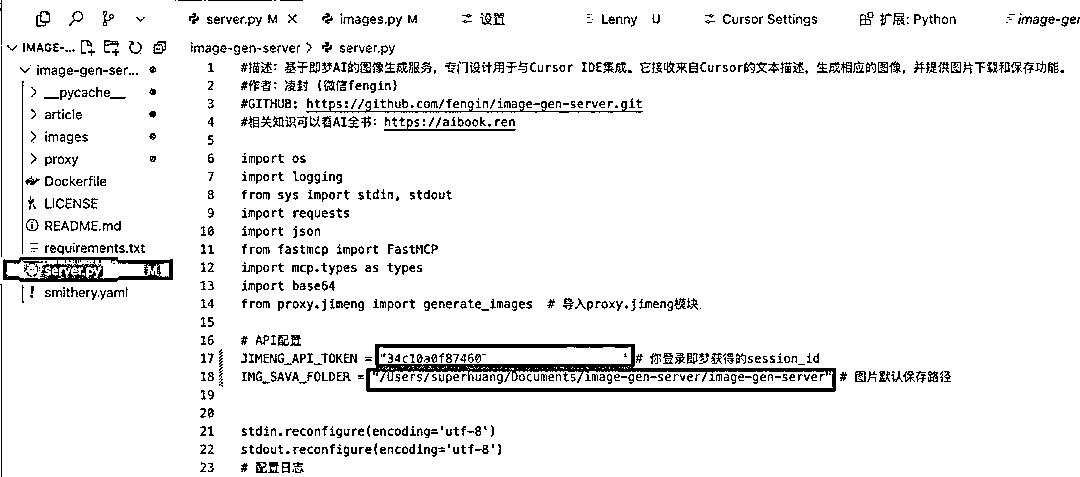 server.py M
images.py M
设置
Lenny U
Cursor Settings
扩展: Python
image-gen
IMAGE-...
image-gen-server > server.py
image-gen-ser...
__pycache__
article
images
proxy
Dockerfile
LICENSE
README.md
requirements.txt
server.py M
smithery.yaml
1 #描述：基于即梦AI的图像生成服务，专门设计用于与Cursor IDE集成。它接收来自Cursor的文本描述，生成相应的图像，并提供图片下载和保存功能。
2 #作者：凌封 (微信fengin)
3 #GITHUB: https://github.com/fengin/image-gen-server.git
4 #相关知识可以看AI全书：https://aibook.ren
5
6 import os
7 import logging
8 from sys import stdin, stdout
9 import requests
10 import json
11 from fastmcp import FastMCP
12 import mcp.types as types
13 import base64
14 from proxy.jimeng import generate_images # 导入proxy.jimeng模块
15
16 # API配置
17 JIMENG_API_TOKEN = "34c10a0f87460 # 你登录即梦获得的session_id
18 IMG_SAVA_FOLDER = "/Users/superhuang/Documents/image-gen-server/image-gen-server" # 图片默认保存路径
19
20
21 stdin.reconfigure(encoding='utf-8')
22 stdout.reconfigure(encoding='utf-8')
23 # 配置日志